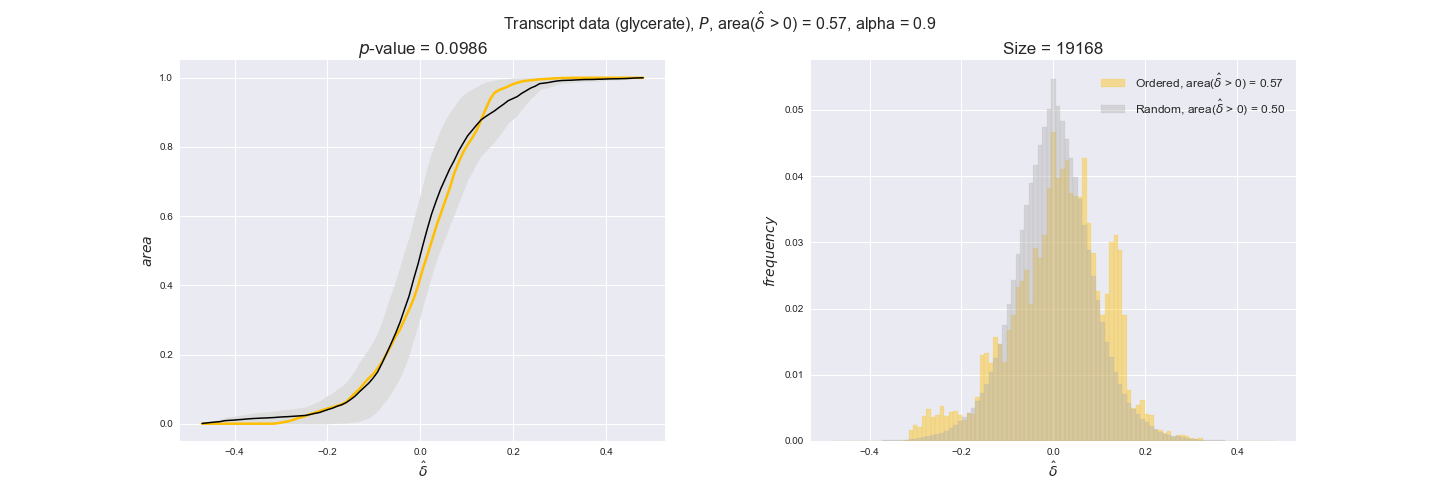 Transcript data (glycerate), P, area(δ̂ > 0) = 0.57, alpha = 0.9
p-value = 0.0986
1.0
0.8
0.6
0.4
0.2
0.0
area
−0.4 −0.2 0.0 0.2 0.4
δ̂
Size = 19168
Ordered, area(δ̂ > 0) = 0.57
Random, area(δ̂ > 0) = 0.50
0.05
0.04
0.03
0.02
0.01
0.00
frequency
−0.4 −0.2 0.0 0.2 0.4
δ̂